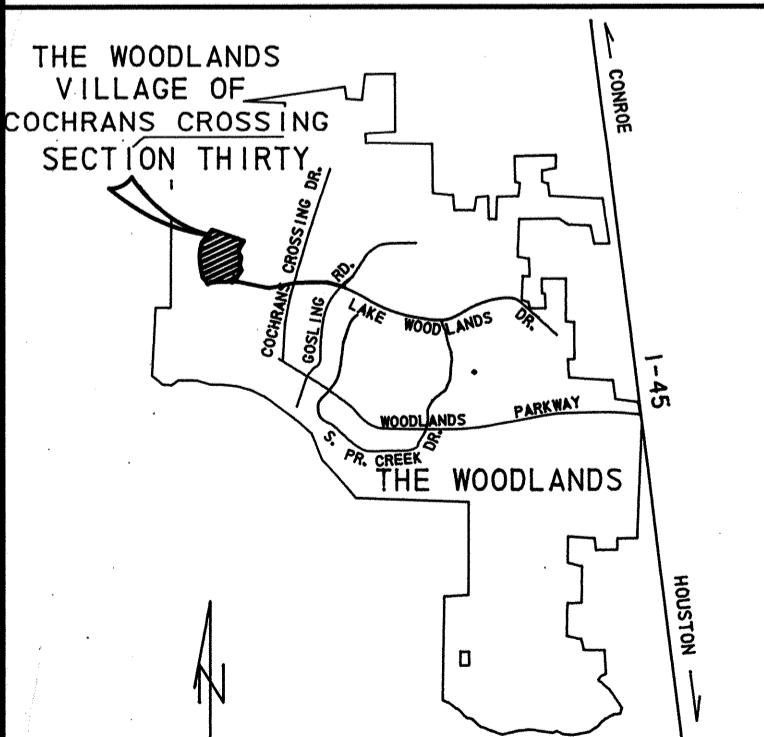 THE WOODLANDS
VILLAGE OF
COCHRANS CROSSING
SECTION THIRTY
CONROE
COCHRANS CROSSING DR.
GOSLING RD.
LAKE WOODLANDS DR.
I-45
WOODLANDS PARKWAY
S. PR. CREEK DR.
THE WOODLANDS
HOUSTON
N